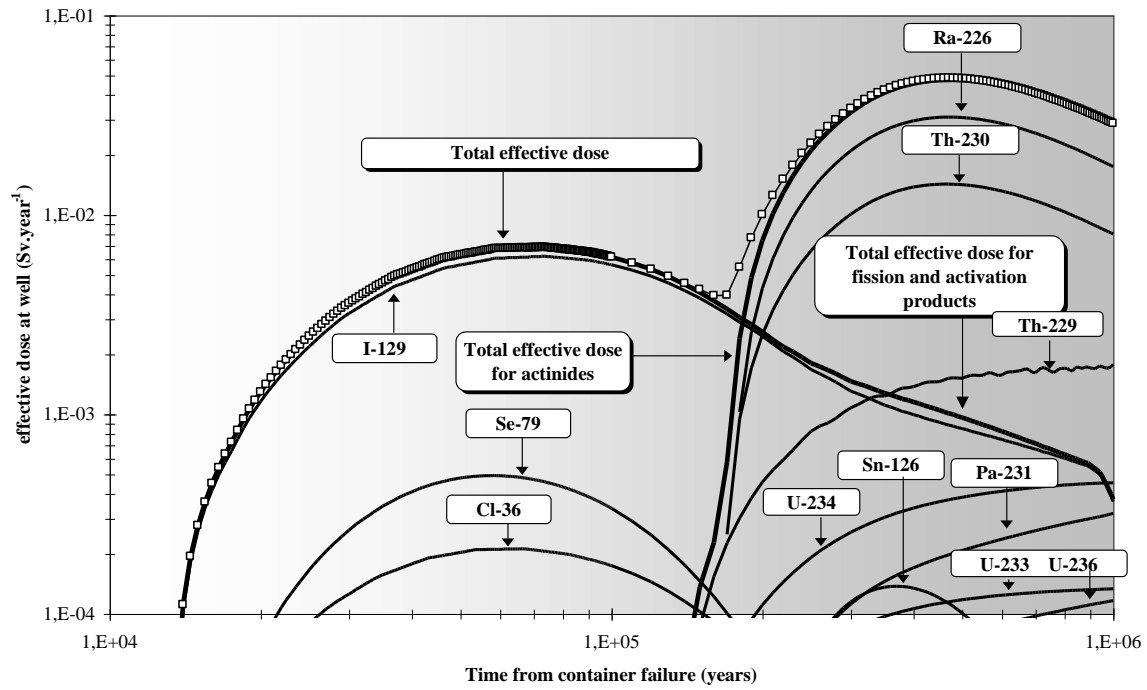 1,E-01
Ra-226
Th-230
Total effective dose
effective dose at well (Sv.year-1)
1,E-02
Total effective dose for
fission and activation
products
Th-229
I-129
Total effective dose
for actinides
1,E-03
Se-79
Sn-126
Pa-231
Cl-36
U-234
U-233
U-236
1,E-04
1,E+04
1,E+05
1,E+06
Time from container failure (years)